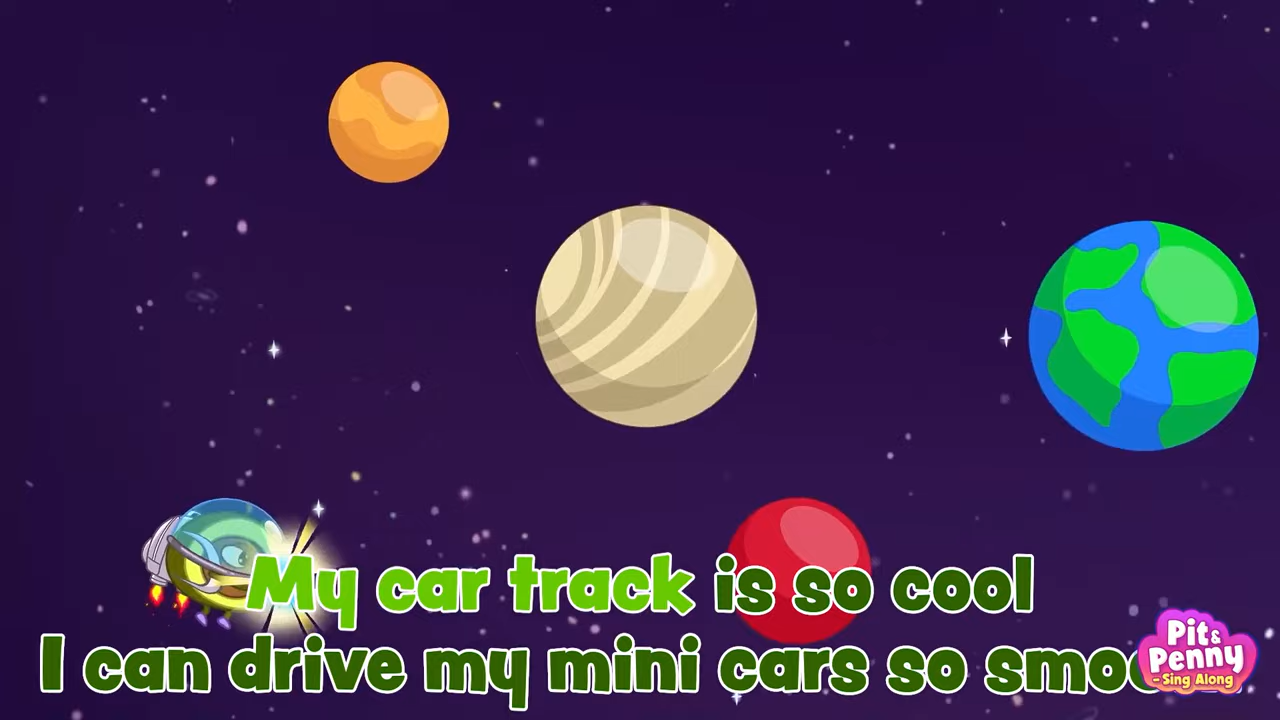 My car track is so cool
I can drive my mini cars so
Pit &
Penny
- Sing Along